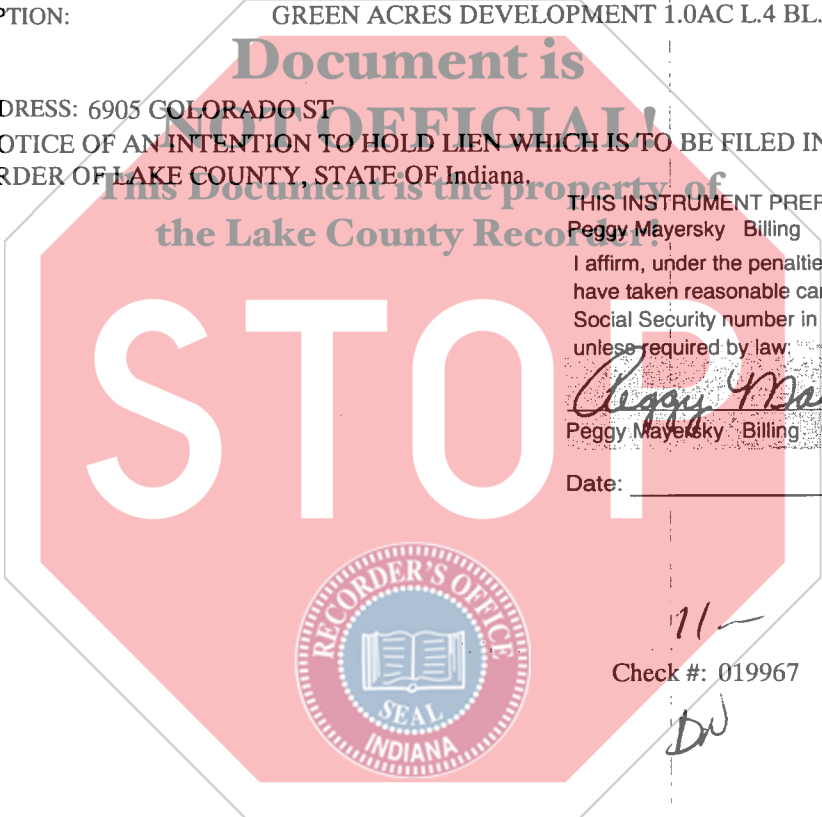 PTION: GREEN ACRES DEVELOPMENT 1.0AC L.4 BL.
Document is
DRESS: 6905 COLORADO ST
NOT OFFICIAL!
OTICE OF AN INTENTION TO HOLD LIEN WHICH IS TO BE FILED IN
RDER OF LAKE COUNTY, STATE OF Indiana.
This Document is the property of
the Lake County Recorder!
THIS INSTRUMENT PREP
Peggy Mayersky Billing
I affirm, under the penaltie
have taken reasonable car
Social Security number in
unless required by law:
Peggy Ma
Peggy Mayersky Billing
Date:
STOP
RECORDER'S OFFICE
SEAL
INDIANA
11—
Check #: 019967